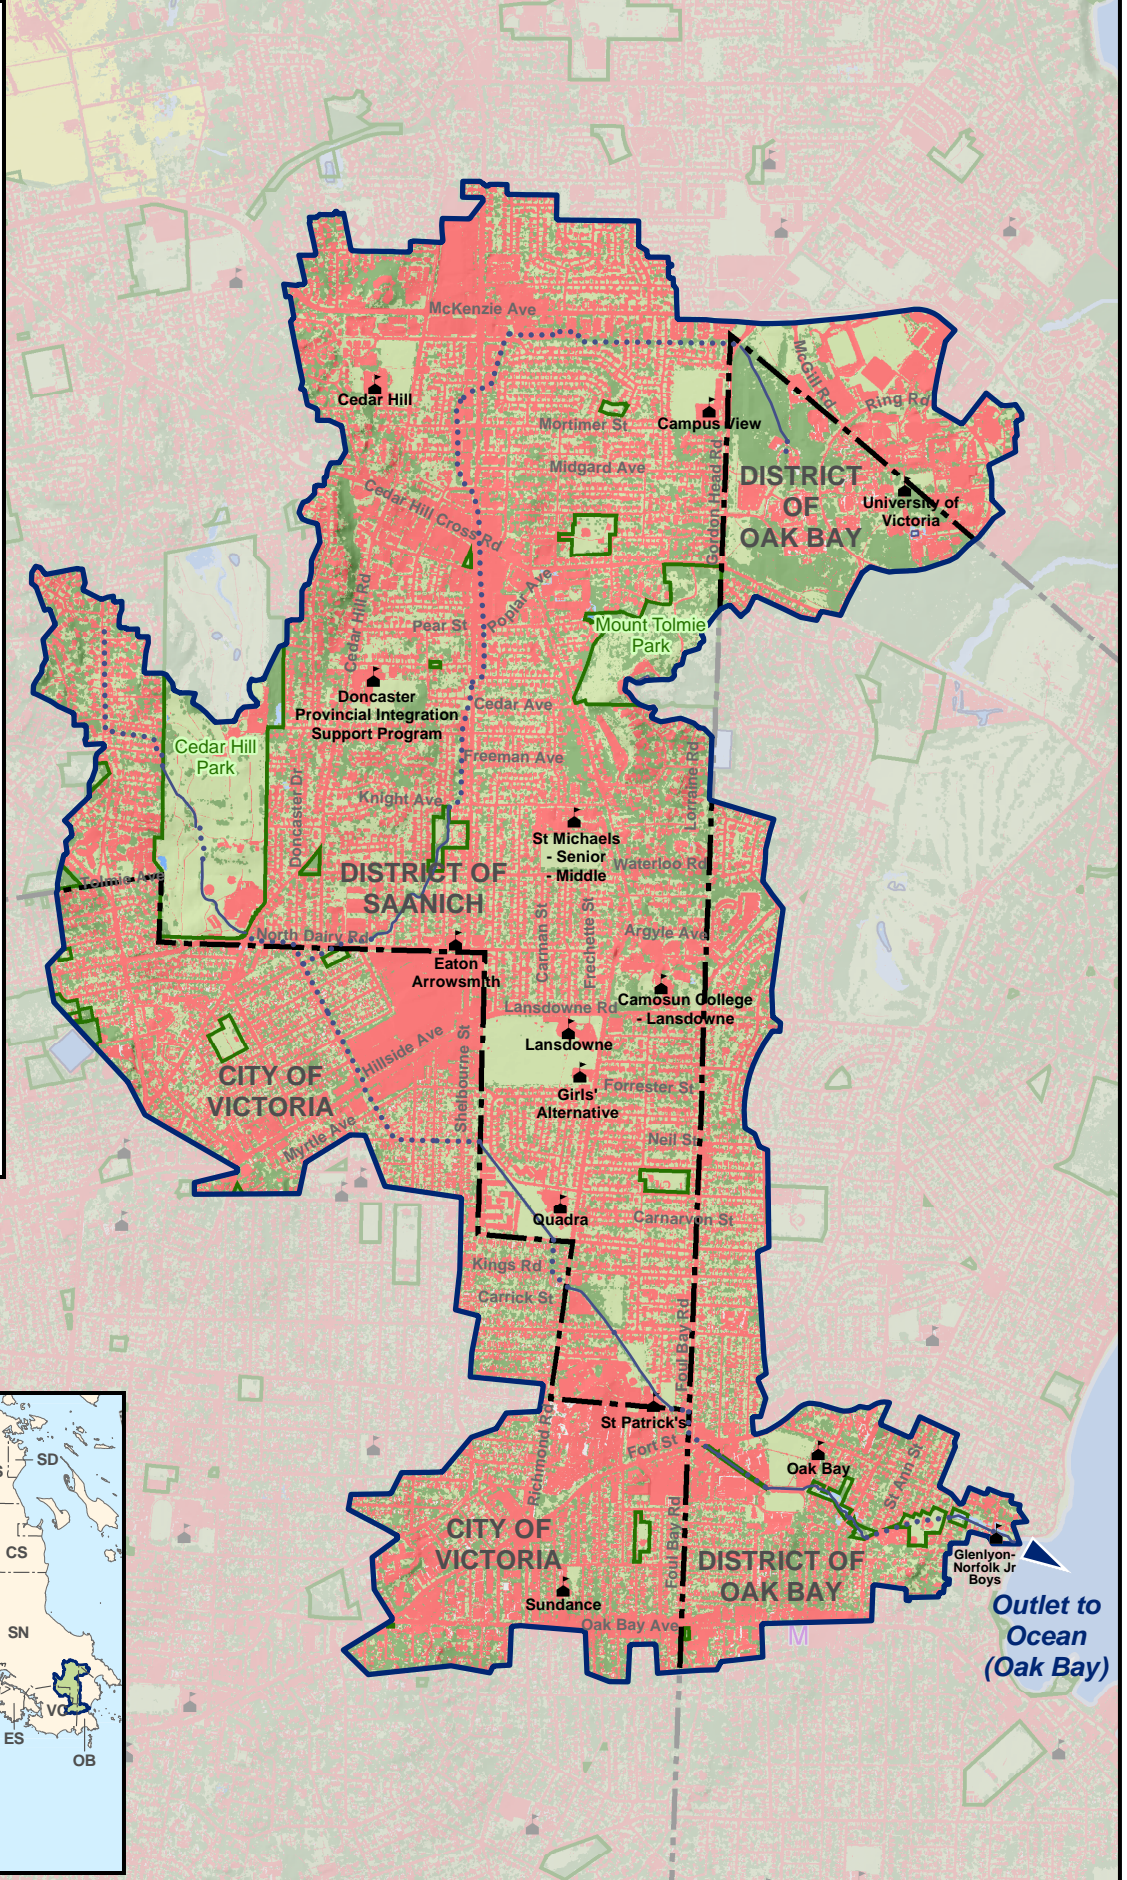 McKenzie Ave
McGill Rd
Ring Rd
Cedar Hill
Mortimer St
Campus View
Midgard Ave
Gordon Head Rd
DISTRICT
OF
OAK BAY
University of
Victoria
Cedar Hill Cross Rd
Poplar Ave
Cedar Hill Rd
Pear St
Mount Tolmie
Park
Doncaster
Provincial Integration
Support Program
Cedar Ave
Cedar Hill
Park
Freeman Ave
Lorraine Rd
Knight Ave
Doncaster Dr
St Michaels
- Senior
- Middle
Waterloo Rd
Tolmie Ave
DISTRICT OF
SAANICH
North Dairy Rd
Carman St
Frechette St
Argyle Ave
Eaton
Arrowsmith
Camosun College
- Lansdowne
Lansdowne Rd
Lansdowne
Hillside Ave
Shelbourne St
CITY OF
VICTORIA
Forrester St
Girls'
Alternative
Myrtle Ave
Neil St
Quadra
Carnarvon St
Kings Rd
Carrick St
Foul Bay Rd
St Patrick's
Fort St
Richmond Rd
Oak Bay
St Ann St
CITY OF
VICTORIA
Foul Bay Rd
DISTRICT OF
OAK BAY
Glenlyon-
Norfolk Jr
Boys
Sundance
Oak Bay Ave
M
Outlet to
Ocean
(Oak Bay)
SD
CS
SN
VC
ES
OB